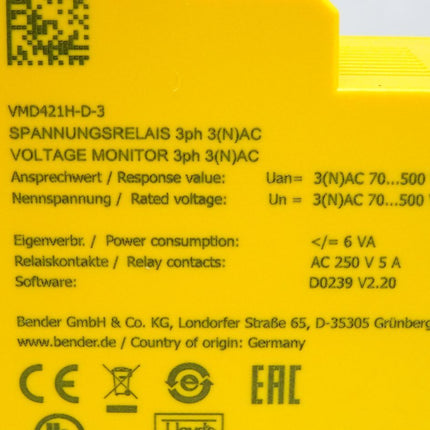 VMD421H-D-3
SPANNUNGSRELAIS 3ph 3(N)AC
VOLTAGE MONITOR 3ph 3(N)AC
Ansprechwert / Response value: Uan= 3(N)AC 70...500
Nennspannung / Rated voltage: Un = 3(N)AC 70...500
Eigenverbr. / Power consumption: </= 6 VA
Relaiskontakte / Relay contacts: AC 250 V 5 A
Software: D0239 V2.20
Bender GmbH & Co. KG, Londorfer Straße 65, D-35305 Grünberg
www.bender.de / Country of origin: Germany
CE e EAC